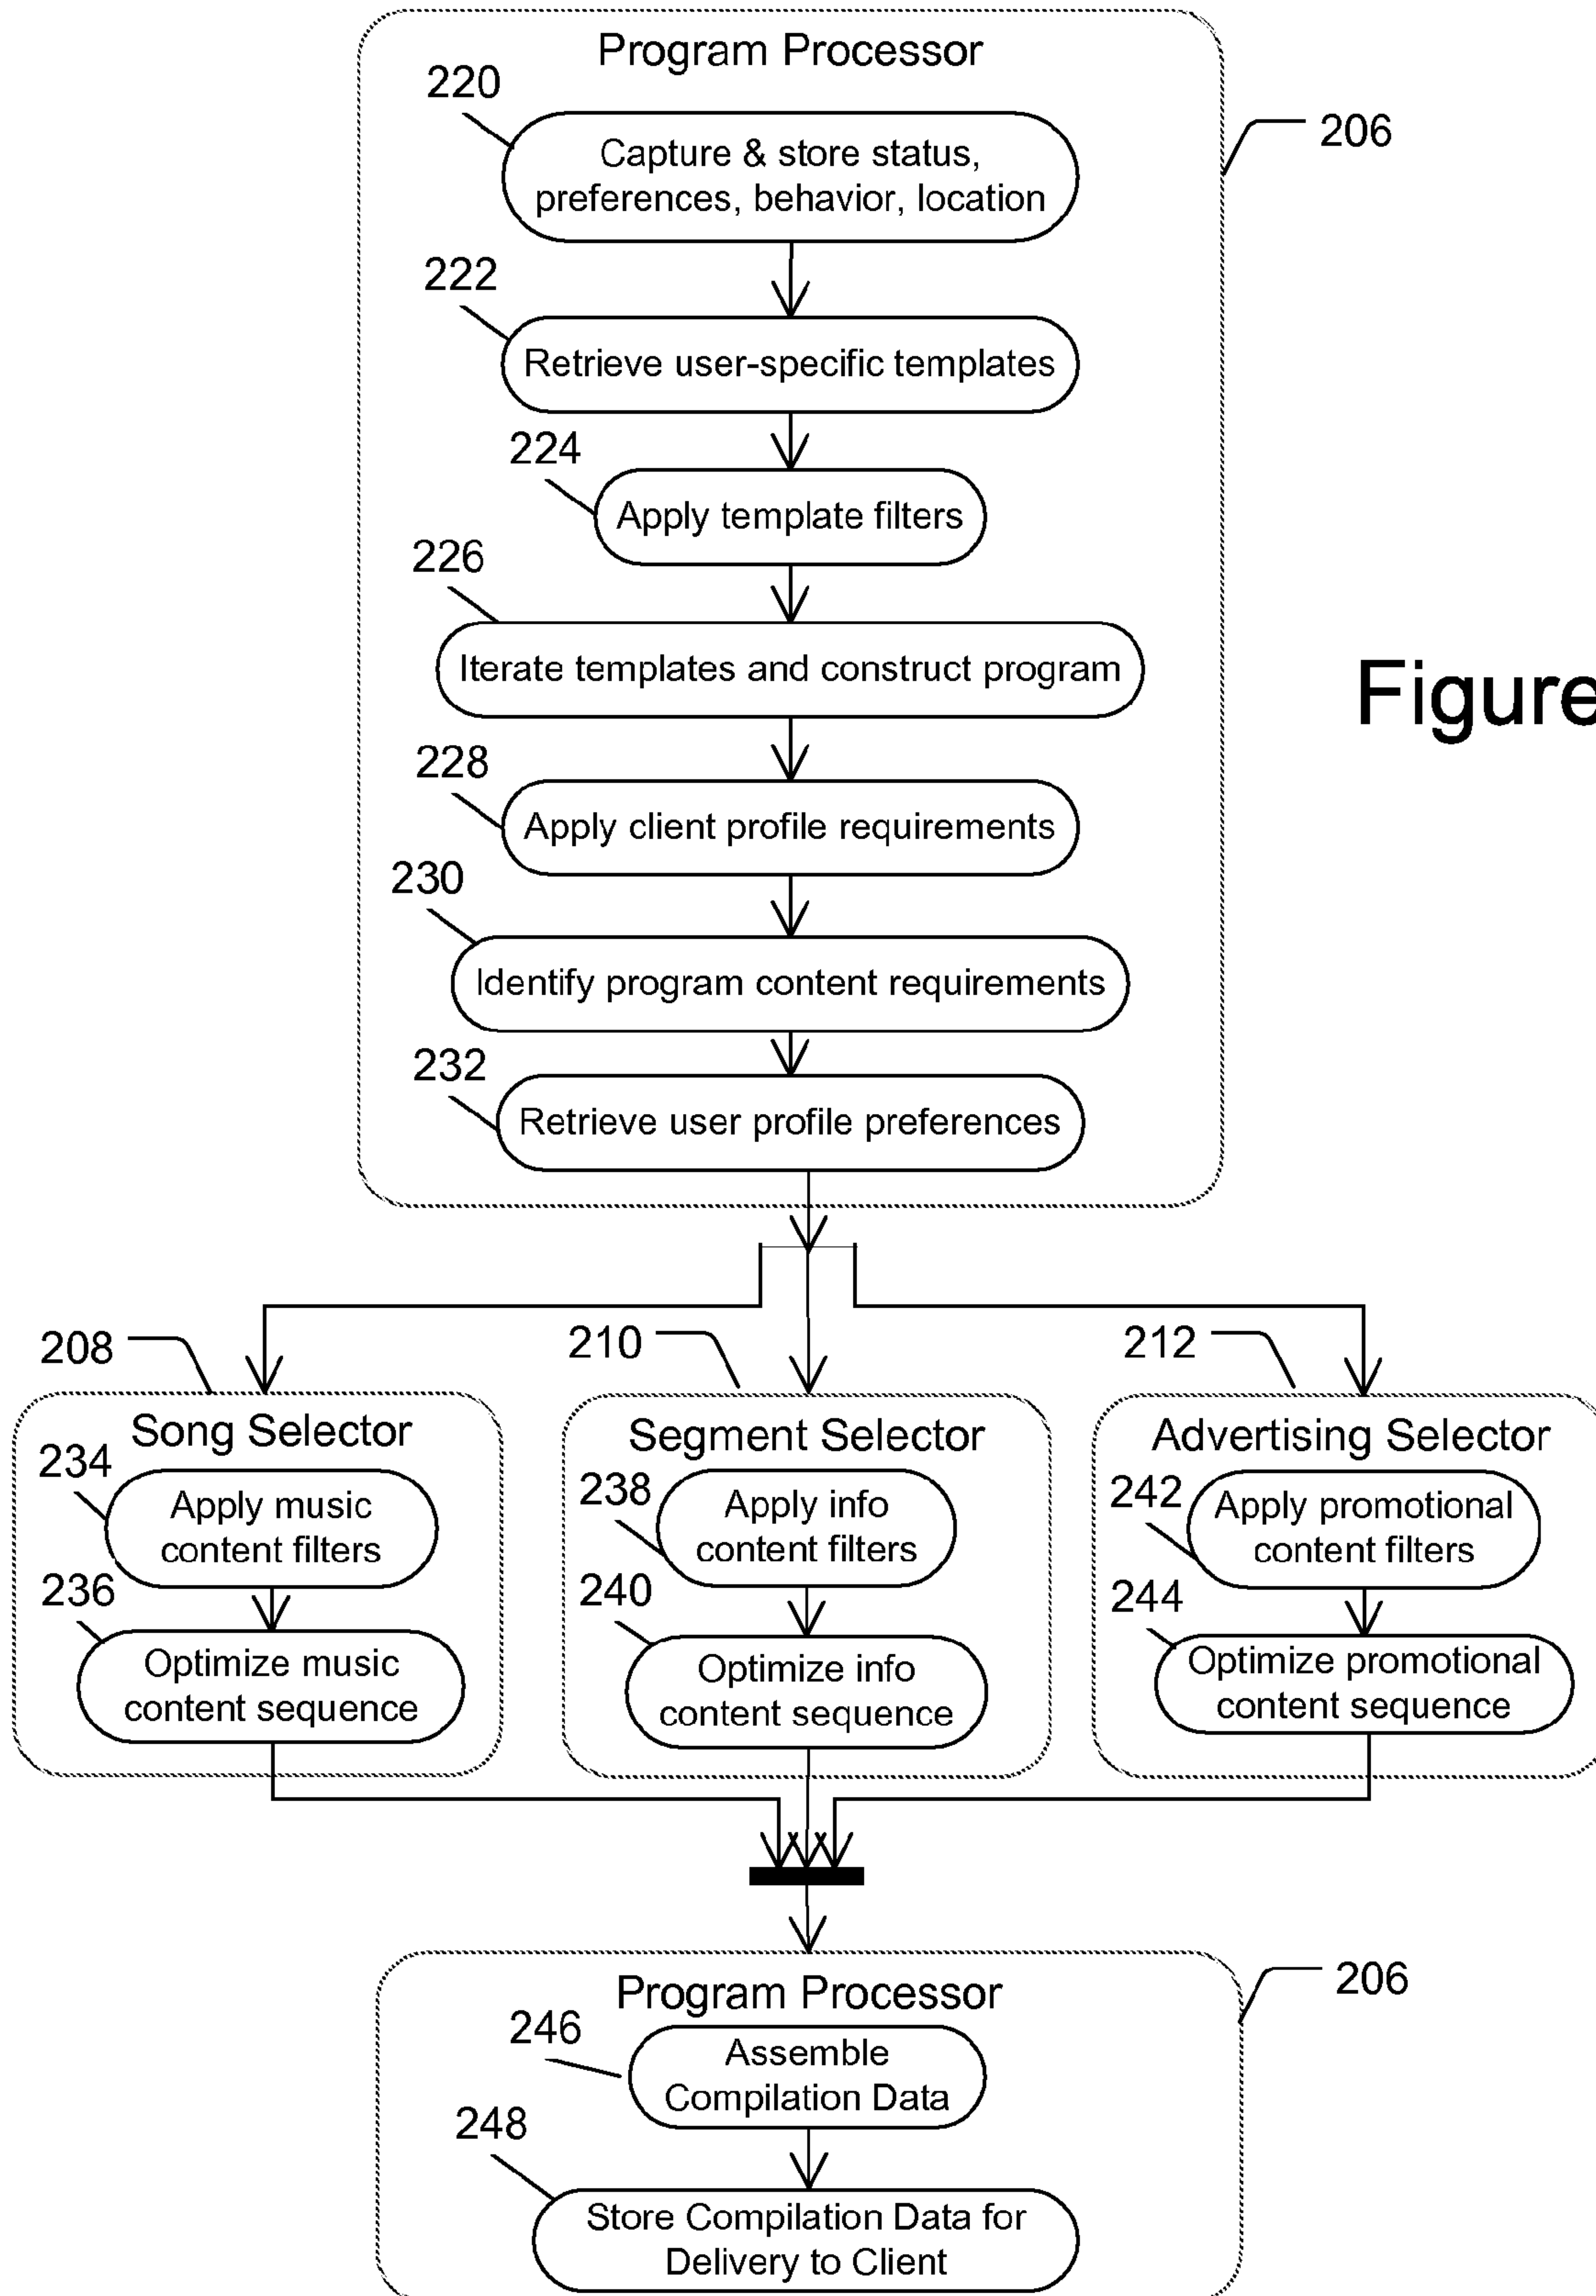 Program Processor
220
206
Capture & store status,
preferences, behavior, location
222
Retrieve user-specific templates
224
Apply template filters
226
Iterate templates and construct program
Figure
228
Apply client profile requirements
230
Identify program content requirements
232
Retrieve user profile preferences
208
210
212
Song Selector
234
Apply music
content filters
236
Optimize music
content sequence
Segment Selector
238
Apply info
content filters
240
Optimize info
content sequence
Advertising Selector
242
Apply promotional
content filters
244
Optimize promotional
content sequence
Program Processor
206
246
Assemble
Compilation Data
248
Store Compilation Data for
Delivery to Client